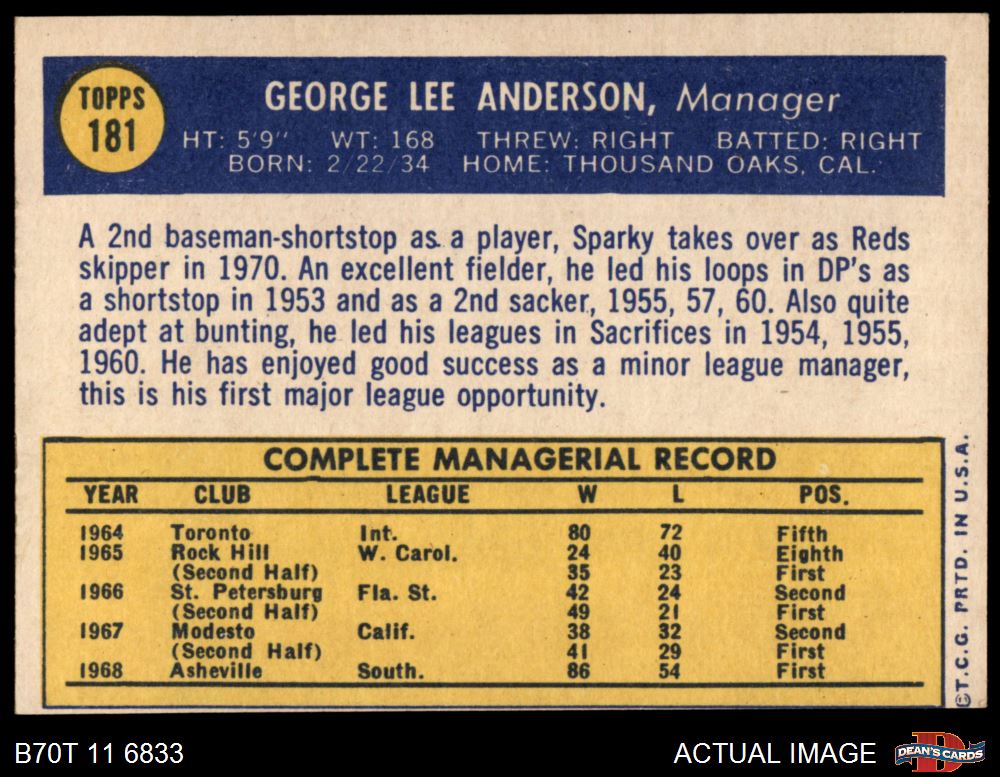 TOPPS
181
GEORGE LEE ANDERSON, Manager
HT: 5'9" WT: 168 THREW: RIGHT BATTED: RIGHT
BORN: 2/22/34 HOME: THOUSAND OAKS, CAL.
A 2nd baseman-shortstop as a player, Sparky takes over as Reds
skipper in 1970. An excellent fielder, he led his loops in DP's as
a shortstop in 1953 and as a 2nd sacker, 1955, 57, 60. Also quite
adept at bunting, he led his leagues in Sacrifices in 1954, 1955,
1960. He has enjoyed good success as a minor league manager,
this is his first major league opportunity.
COMPLETE MANAGERIAL RECORD
YEAR CLUB LEAGUE W L POS.
1964 Toronto Int. 80 72 Fifth
1965 Rock Hill W. Carol. 24 40 Eighth
(Second Half) 35 23 First
1966 St. Petersburg Fla. St. 42 24 Second
(Second Half) 49 21 First
1967 Modesto Calif. 38 32 Second
(Second Half) 41 29 First
1968 Asheville South. 86 54 First
©T.C.G. PRTD. IN U.S.A.
B70T 11 6833
ACTUAL IMAGE
DEAN'S CARDS